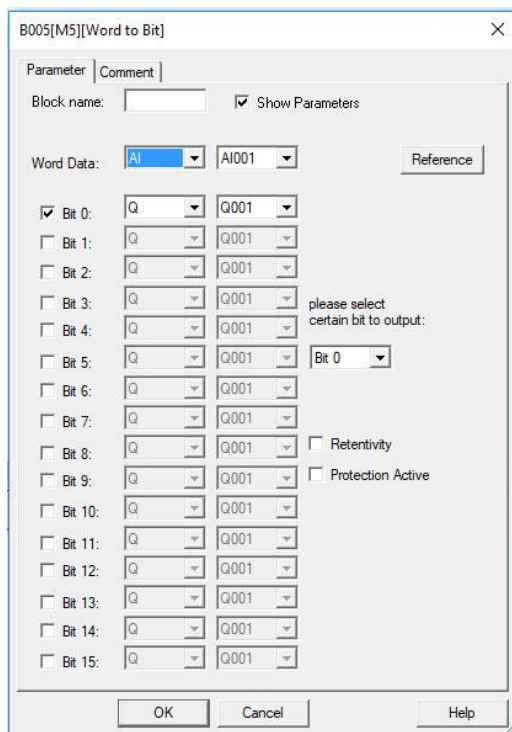 B005[M5][Word to Bit]
Parameter Comment
Block name: Show Parameters
Word Data: AI AI001 Reference
Bit 0: Q Q001
Bit 1: Q Q001
Bit 2: Q Q001
Bit 3: Q Q001 please select
Bit 4: Q Q001 certain bit to output:
Bit 5: Q Q001 Bit 0
Bit 6: Q Q001
Bit 7: Q Q001
Bit 8: Q Q001 Retentivity
Bit 9: Q Q001 Protection Active
Bit 10: Q Q001
Bit 11: Q Q001
Bit 12: Q Q001
Bit 13: Q Q001
Bit 14: Q Q001
Bit 15: Q Q001
OK Cancel Help